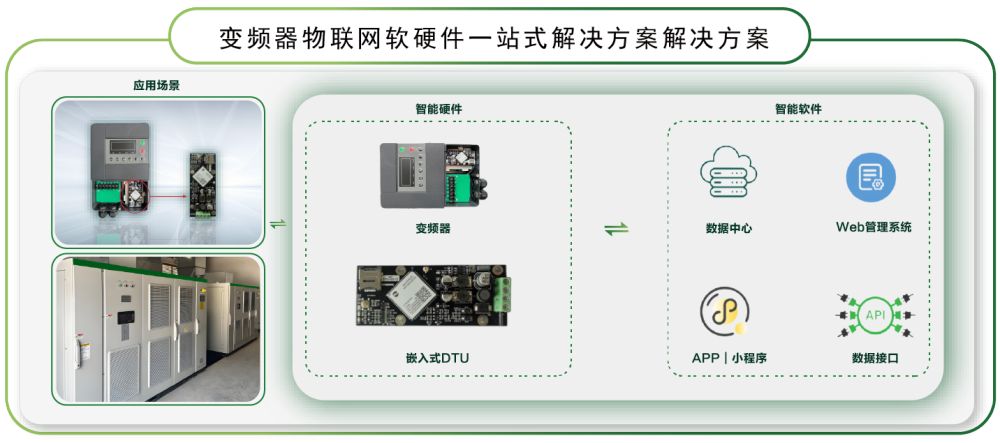 变频器物联网软硬件一站式解决方案解决方案
应用场景
智能硬件
智能软件
变频器
数据中心
Web管理系统
嵌入式DTU
APP｜小程序
API
数据接口